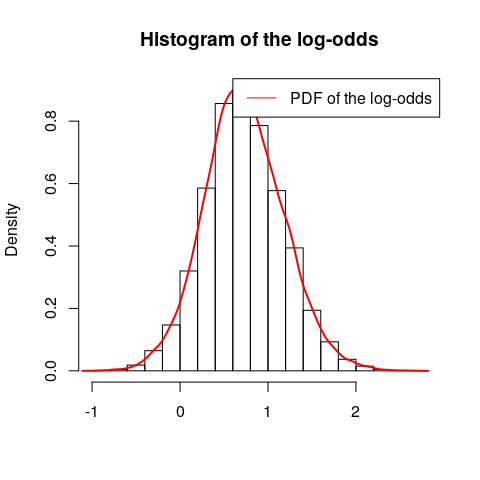 Histogram of the log-odds
PDF of the log-odds
Density
0.8
0.6
0.4
0.2
0.0
-1 0 1 2